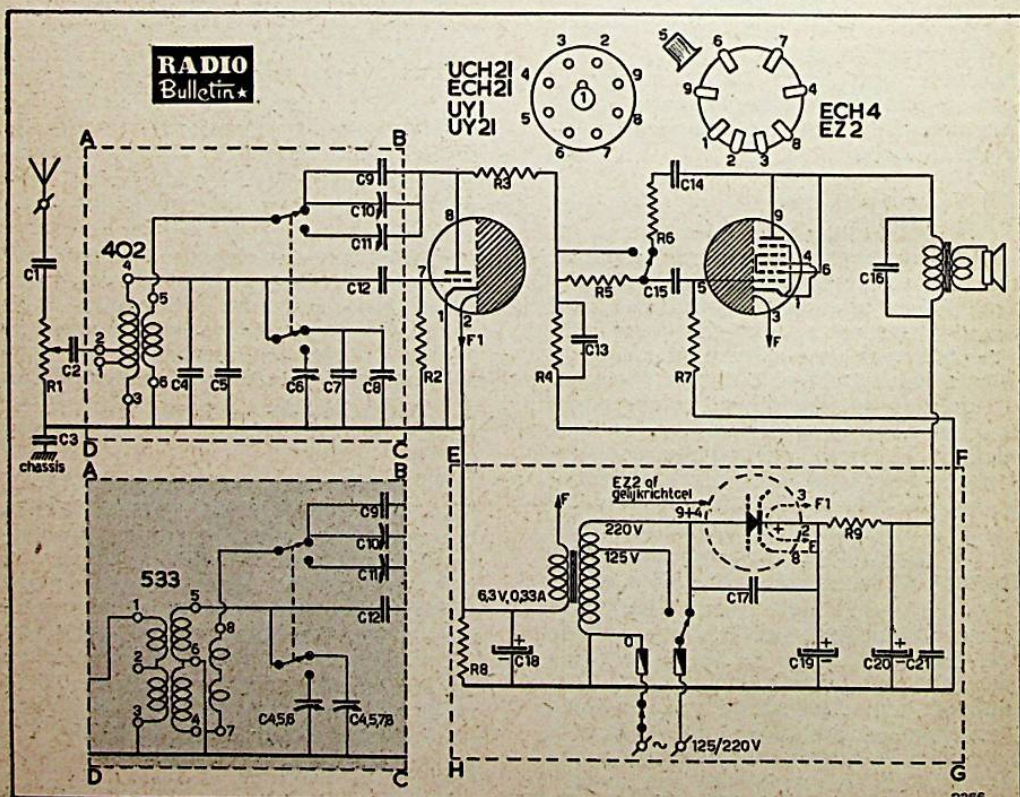 RADIO
Bulletin★
UCH21
ECH21
UY1
UY21
3 2
4 9
1
5 8
6 7
5
6 7
9 4
1 8
2 3
ECH4
EZ2
A B
C9
C10
C11
R3
C14
R6
8
9
4
6
402
4
5
C1
C12
7
1 2
F1
R5
C15
5
1
3
F
C16
2
1
C2
R1
3
6
C4
C5
C6
C7
C8
R2
R4
C13
R7
C3
chassis
D C
A B
C9
C10
C11
533
1
5
C12
8
2
6
3
4
7
C4,5,6
C4,5,7,8
D C
E F
EZ2 of
gelijkrichtcel
F
9+4
3
F1
2
+
F
8
R9
220V
125V
6,3V,0,33A
C17
R8
+
-
C18
0
+
-
C19
+
-
C20
C21
~ 125/220V
H G